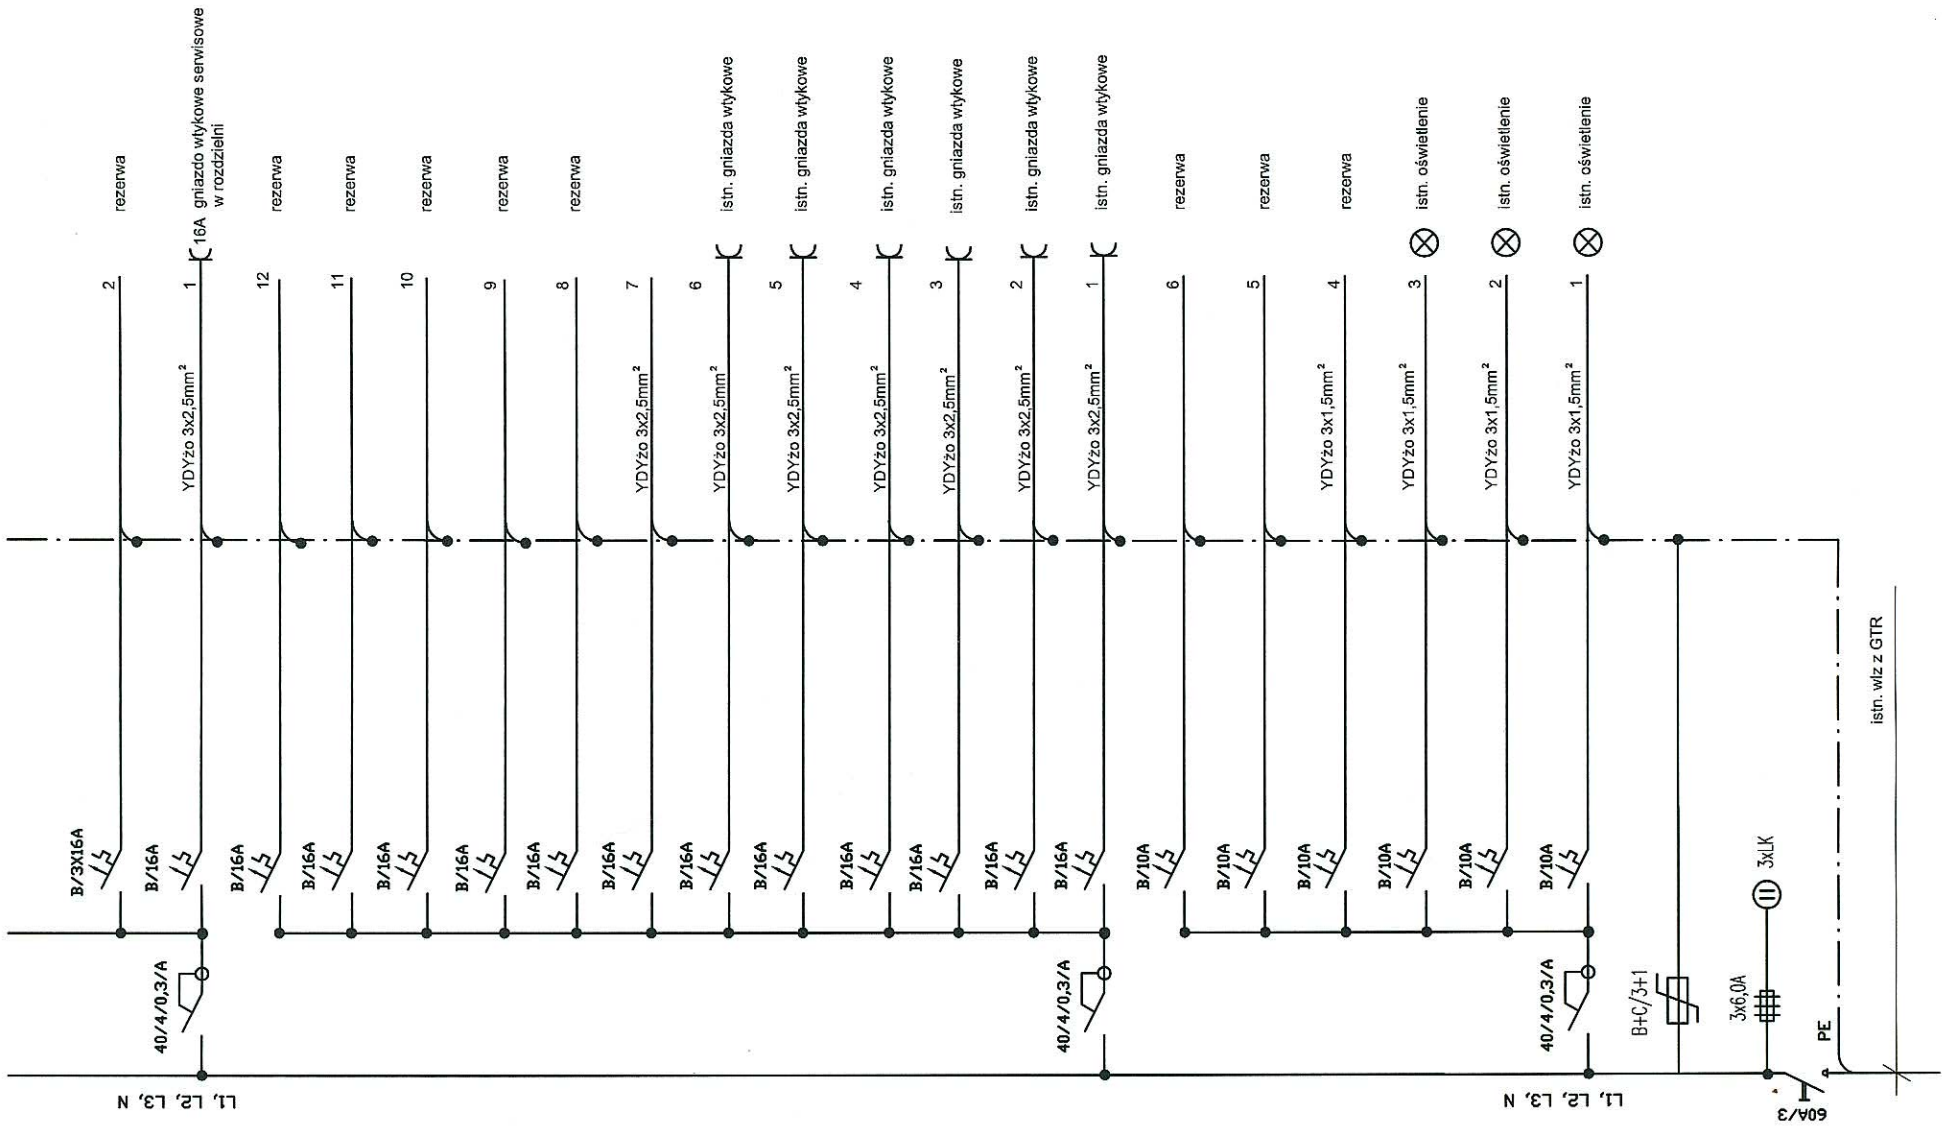 rezerwa
16A gniazdo wtykowe serwisowe
w rozdzielni
rezerwa
rezerwa
rezerwa
rezerwa
rezerwa
istn. gniazda wtykowe
istn. gniazda wtykowe
istn. gniazda wtykowe
istn. gniazda wtykowe
istn. gniazda wtykowe
istn. gniazda wtykowe
rezerwa
rezerwa
rezerwa
istn. oświetlenie
istn. oświetlenie
istn. oświetlenie
2
1
12
11
10
9
8
7
6
5
4
3
2
1
6
5
4
3
2
1
YDYżo 3x2,5mm²
YDYżo 3x2,5mm²
YDYżo 3x2,5mm²
YDYżo 3x2,5mm²
YDYżo 3x2,5mm²
YDYżo 3x2,5mm²
YDYżo 3x2,5mm²
YDYżo 3x2,5mm²
YDYżo 3x1,5mm²
YDYżo 3x1,5mm²
YDYżo 3x1,5mm²
YDYżo 3x1,5mm²
istn. wlz z GTR
B/3X16A
B/16A
B/16A
B/16A
B/16A
B/16A
B/16A
B/16A
B/16A
B/16A
B/16A
B/16A
B/16A
B/16A
B/10A
B/10A
B/10A
B/10A
B/10A
B/10A
3xLK
40/4/0,3/A
40/4/0,3/A
40/4/0,3/A
B+C/3+1
3x6,0A
PE
L1, L2, L3, N
L1, L2, L3, N
60A/3